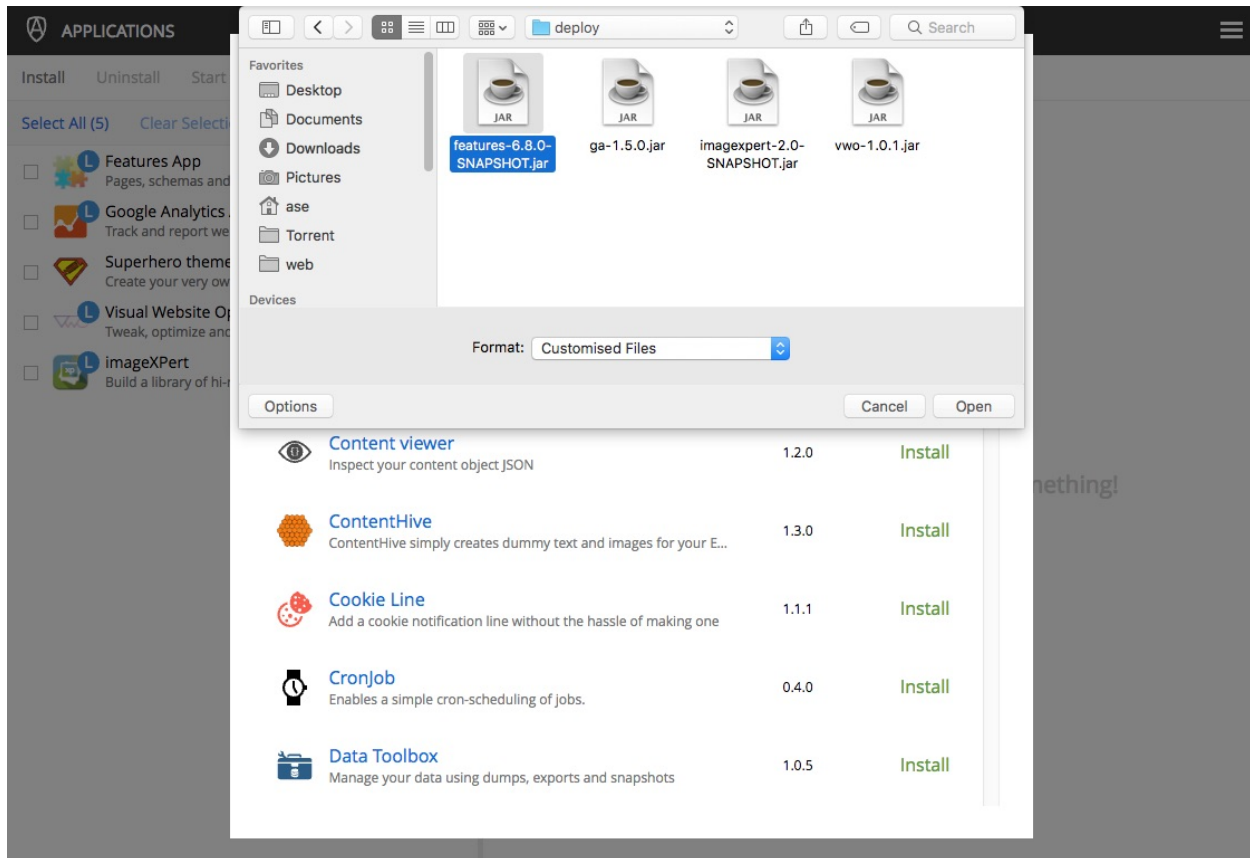 APPLICATIONS
Install Uninstall Start
Select All (5) Clear Selecti
L Features App
Pages, schemas and
L Google Analytics
Track and report we
Superhero theme
Create your very ow
L Visual Website Op
Tweak, optimize and
L imageXPert
Build a library of hi-r
deploy
Search
Favorites
Desktop
Documents
Downloads
Pictures
ase
Torrent
web
Devices
JAR JAR JAR JAR
features-6.8.0-
SNAPSHOT.jar
ga-1.5.0.jar
imagexpert-2.0-
SNAPSHOT.jar
vwo-1.0.1.jar
Format: Customised Files
Options Cancel Open
Content viewer
Inspect your content object JSON
1.2.0 Install
ContentHive
ContentHive simply creates dummy text and images for your E...
1.3.0 Install
Cookie Line
Add a cookie notification line without the hassle of making one
1.1.1 Install
CronJob
Enables a simple cron-scheduling of jobs.
0.4.0 Install
Data Toolbox
Manage your data using dumps, exports and snapshots
1.0.5 Install
nething!